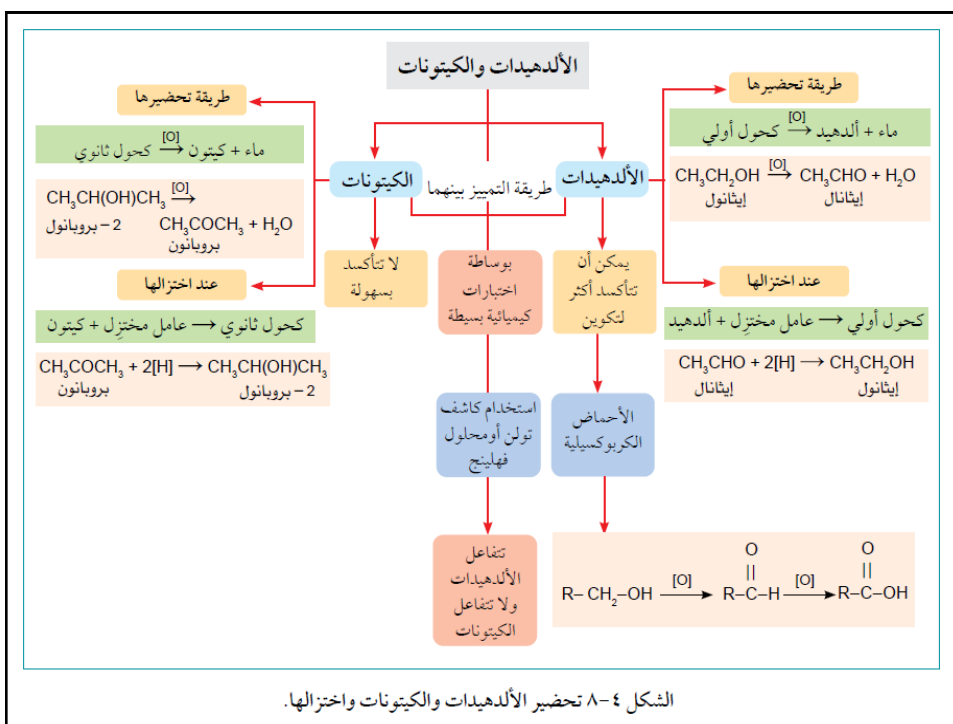 الألدهيدات والكيتونات
طريقة تحضيرها
كحول أولي [O]⟶ ألدهيد + ماء
CH₃CH₂OH [O]⟶ CH₃CHO + H₂O
إيثانول
إيثانال
الألدهيدات
عند اختزالها
ألدهيد + عامل مختزِل ⟵ كحول أولي
CH₃CHO + 2[H] ⟶ CH₃CH₂OH
إيثانال
إيثانول
يمكن أن
تتأكسد أكثر
لتكوين
الأحماض
الكربوكسيلية
O
||
R–CH₂–OH [O]⟶ R–C–H [O]⟶ R–C–OH
O
||
طريقة التمييز بينهما
بوساطة
اختبارات
كيميائية بسيطة
استخدام كاشف
تولن أومحلول
فهلينج
تتفاعل
الألدهيدات
ولا تتفاعل
الكيتونات
الكيتونات
طريقة تحضيرها
كحول ثانوي [O]⟶ كيتون + ماء
CH₃CH(OH)CH₃ [O]⟶
2 – بروبانول
CH₃COCH₃ + H₂O
بروبانون
لا تتأكسد
بسهولة
عند اختزالها
كيتون + عامل مختزِل ⟵ كحول ثانوي
CH₃COCH₃ + 2[H] ⟶ CH₃CH(OH)CH₃
بروبانون
2 – بروبانول
الشكل ٤-٨ تحضير الألدهيدات والكيتونات واختزالها.